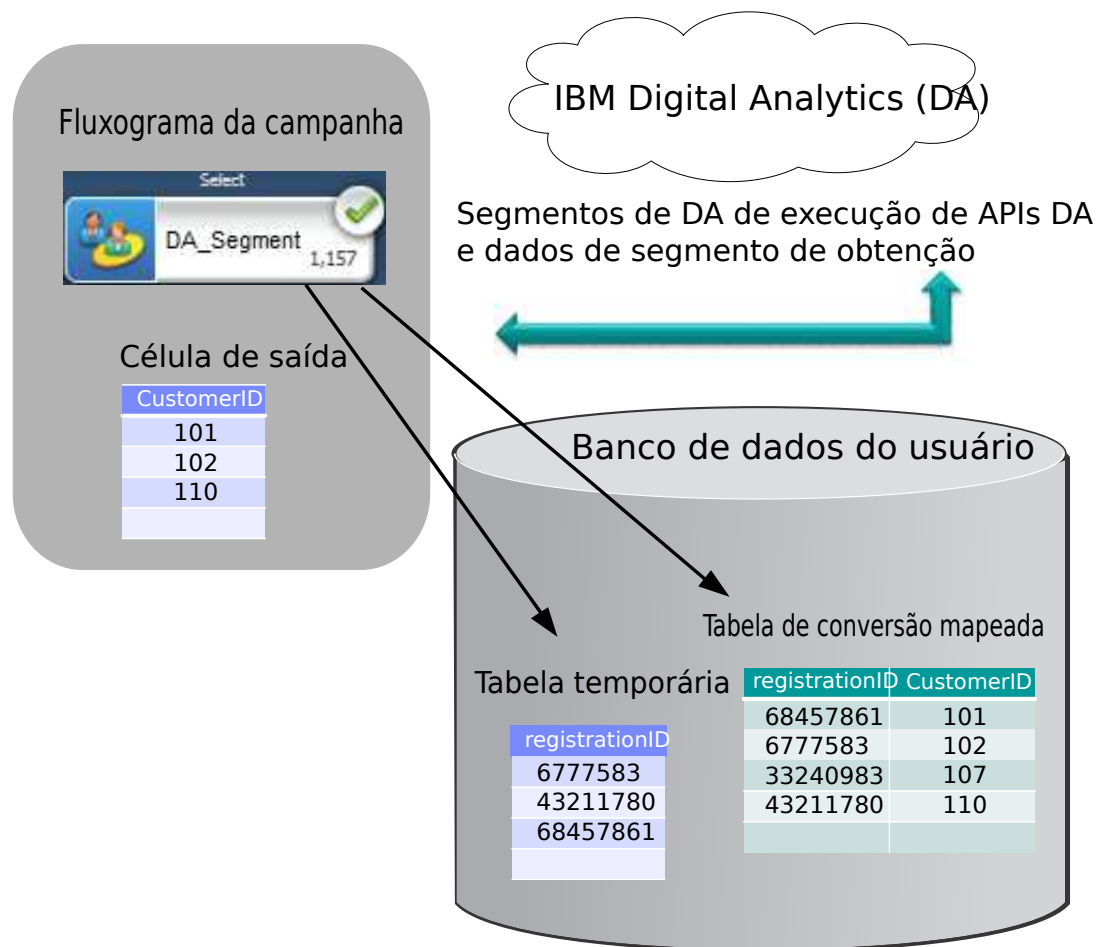 Fluxograma da campanha
Select
DA_Segment
1,157
Célula de saída
CustomerID
101
102
110
IBM Digital Analytics (DA)
Segmentos de DA de execução de APIs DA
e dados de segmento de obtenção
Banco de dados do usuário
Tabela temporária
registrationID
6777583
43211780
68457861
Tabela de conversão mapeada
registrationID CustomerID
68457861 101
6777583 102
33240983 107
43211780 110